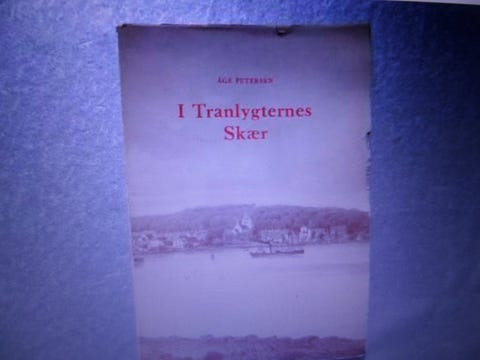 ÅGE PETERSEN
I Tranlygternes
Skær